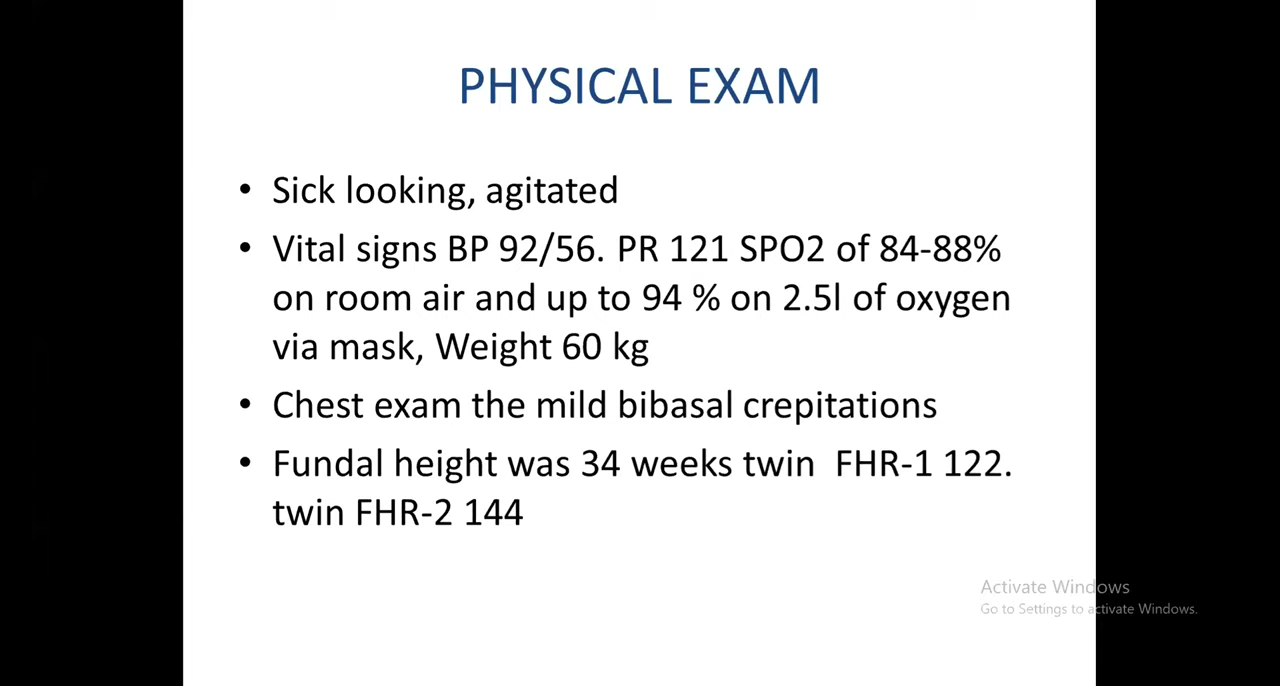 PHYSICAL EXAM
• Sick looking, agitated
• Vital signs BP 92/56. PR 121 SPO2 of 84-88%
on room air and up to 94 % on 2.5l of oxygen
via mask, Weight 60 kg
• Chest exam the mild bibasal crepitations
• Fundal height was 34 weeks twin  FHR-1 122.
twin FHR-2 144
Activate Windows
Go to Settings to activate Windows.